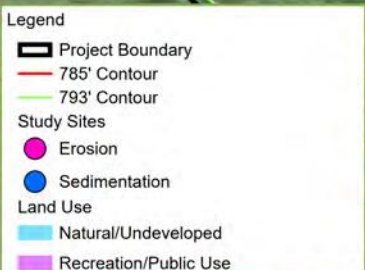 Legend
Project Boundary
785' Contour
793' Contour
Study Sites
Erosion
Sedimentation
Land Use
Natural/Undeveloped
Recreation/Public Use